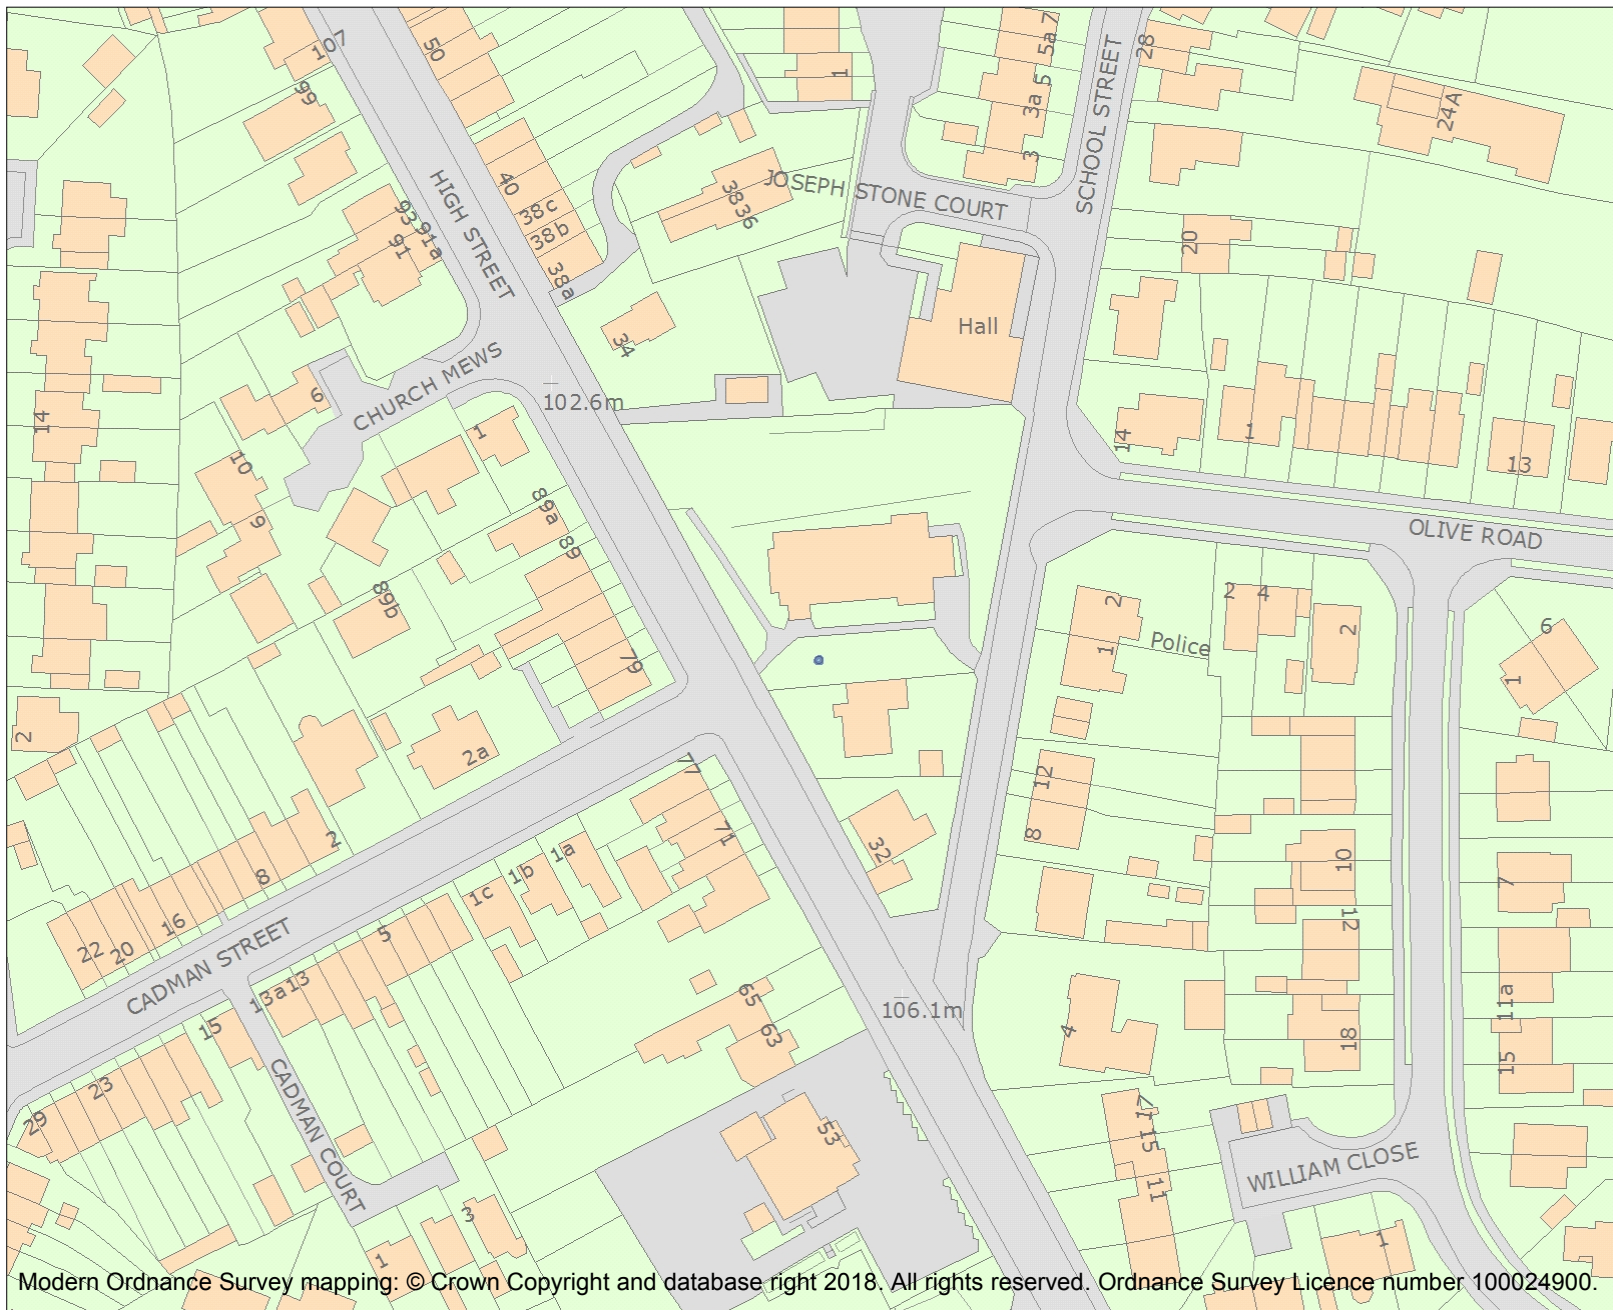 107
50
1
5a 7
28
99
3a 5
24A
SCHOOL STREET
3
40
38 36
JOSEPH STONE COURT
HIGH STREET
38c
93
91a
91
38b
20
38a
34
Hall
CHURCH MEWS
6
102.6m
14
1
14
1
10
13
89a
9
OLIVE ROAD
89
89b
2
2 4
2
6
Police
1
79
1
2
2a
77
12
71
8
2
32
1a
10
8
1b
7
1c
16
12
5
22
20
CADMAN STREET
13a 13
65
11a
106.1m
15
63
4
18
15
23
17
15
29
53
CADMAN COURT
WILLIAM CLOSE
11
3
1
1
Modern Ordnance Survey mapping: © Crown Copyright and database right 2018. All rights reserved. Ordnance Survey Licence number 100024900.